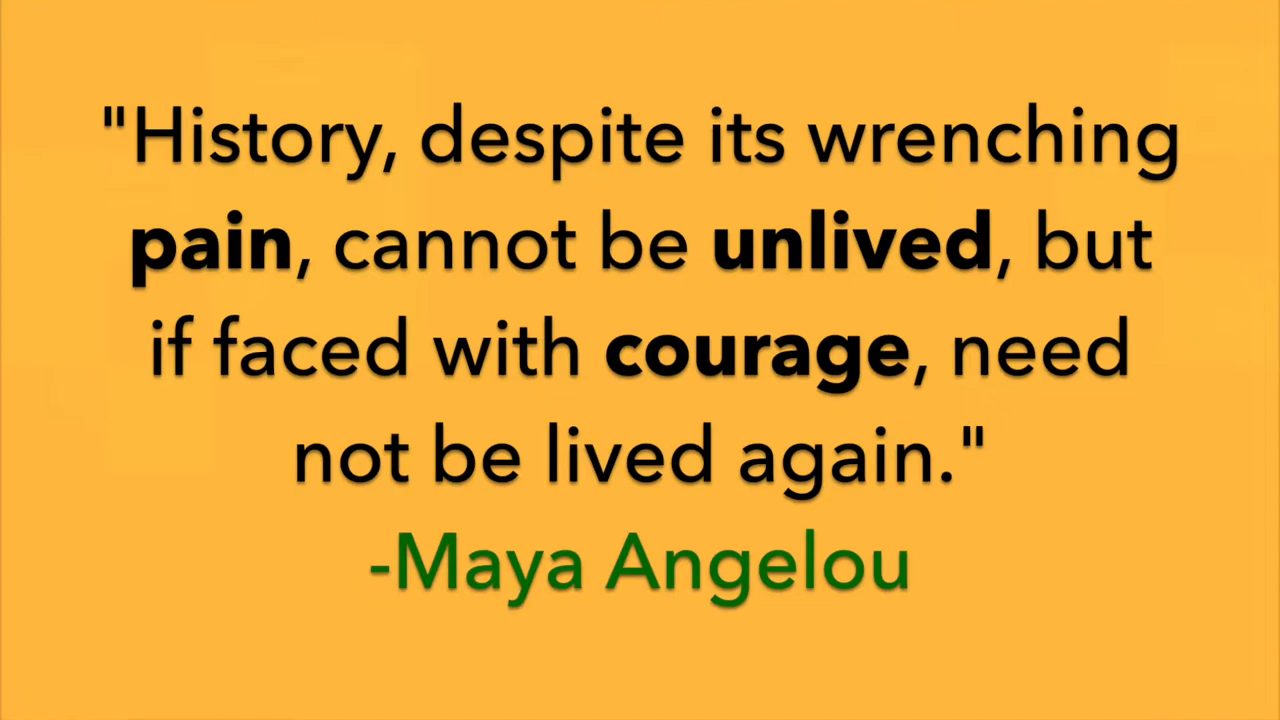 "History, despite its wrenching
pain, cannot be unlived, but
if faced with courage, need
not be lived again."
-Maya Angelou